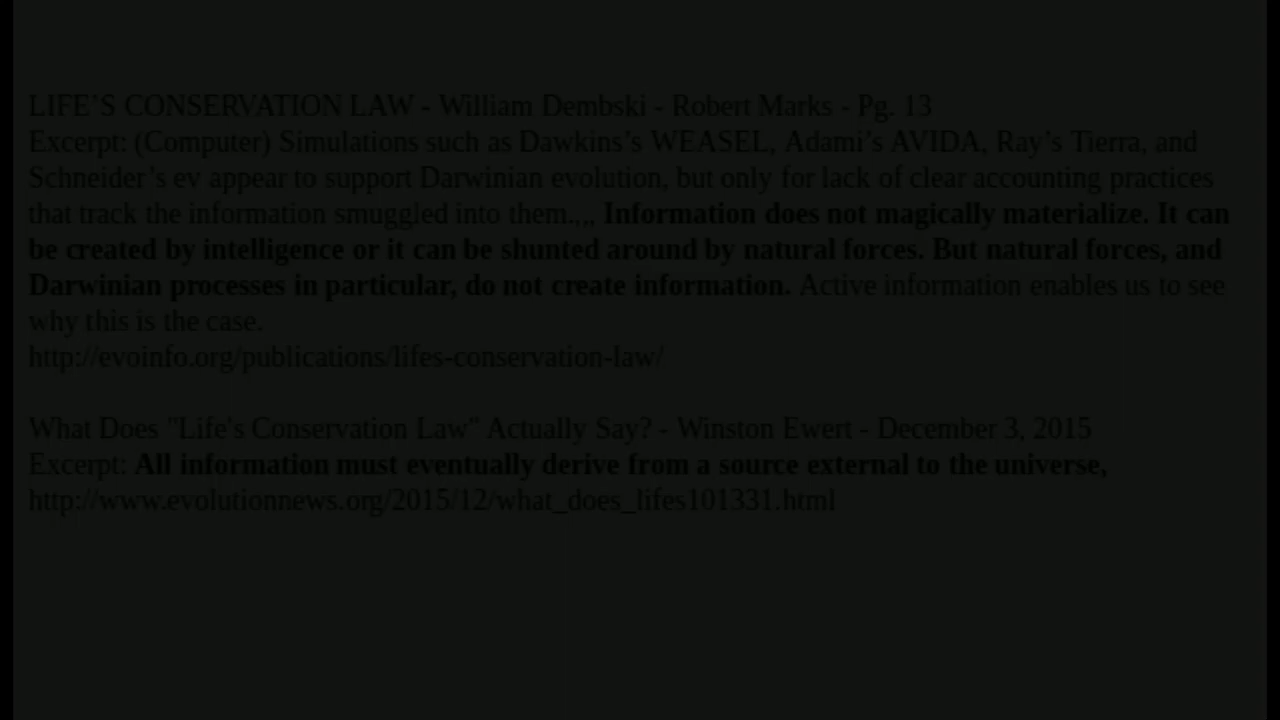 LIFE’S CONSERVATION LAW - William Dembski - Robert Marks - Pg. 13
Excerpt: (Computer) Simulations such as Dawkins’s WEASEL, Adami’s AVIDA, Ray’s Tierra, and
Schneider’s ev appear to support Darwinian evolution, but only for lack of clear accounting practices
that track the information smuggled into them.,,, Information does not magically materialize. It can
be created by intelligence or it can be shunted around by natural forces. But natural forces, and
Darwinian processes in particular, do not create information. Active information enables us to see
why this is the case.
http://evoinfo.org/publications/lifes-conservation-law/
What Does "Life's Conservation Law" Actually Say? - Winston Ewert - December 3, 2015
Excerpt: All information must eventually derive from a source external to the universe,
http://www.evolutionnews.org/2015/12/what_does_lifes101331.html